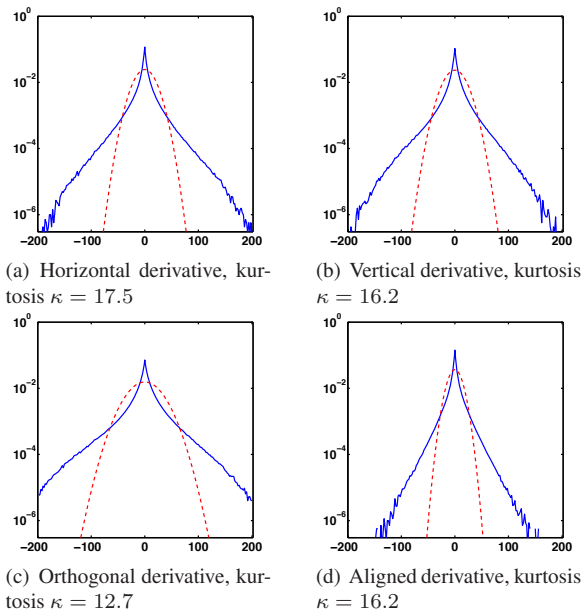 10^0
10^-2
10^-4
10^-6
−200 −100 0 100 200
(a) Horizontal derivative, kur-
tosis κ = 17.5
10^0
10^-2
10^-4
10^-6
−200 −100 0 100 200
(b) Vertical derivative, kurtosis
κ = 16.2
10^0
10^-2
10^-4
10^-6
−200 −100 0 100 200
(c) Orthogonal derivative, kur-
tosis κ = 12.7
10^0
10^-2
10^-4
10^-6
−200 −100 0 100 200
(d) Aligned derivative, kurtosis
κ = 16.2